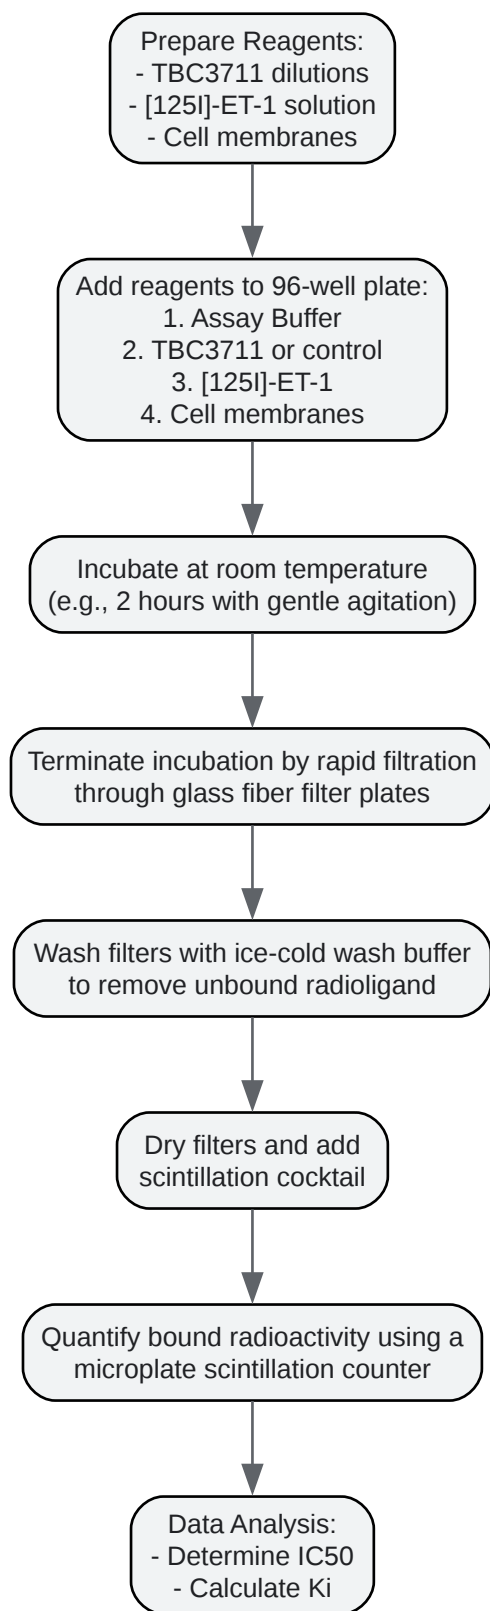 Prepare Reagents:
- TBC3711 dilutions
- [125I]-ET-1 solution
- Cell membranes
Add reagents to 96-well plate:
1. Assay Buffer
2. TBC3711 or control
3. [125I]-ET-1
4. Cell membranes
Incubate at room temperature
(e.g., 2 hours with gentle agitation)
Terminate incubation by rapid filtration
through glass fiber filter plates
Wash filters with ice-cold wash buffer
to remove unbound radioligand
Dry filters and add
scintillation cocktail
Quantify bound radioactivity using a
microplate scintillation counter
Data Analysis:
- Determine IC50
- Calculate Ki